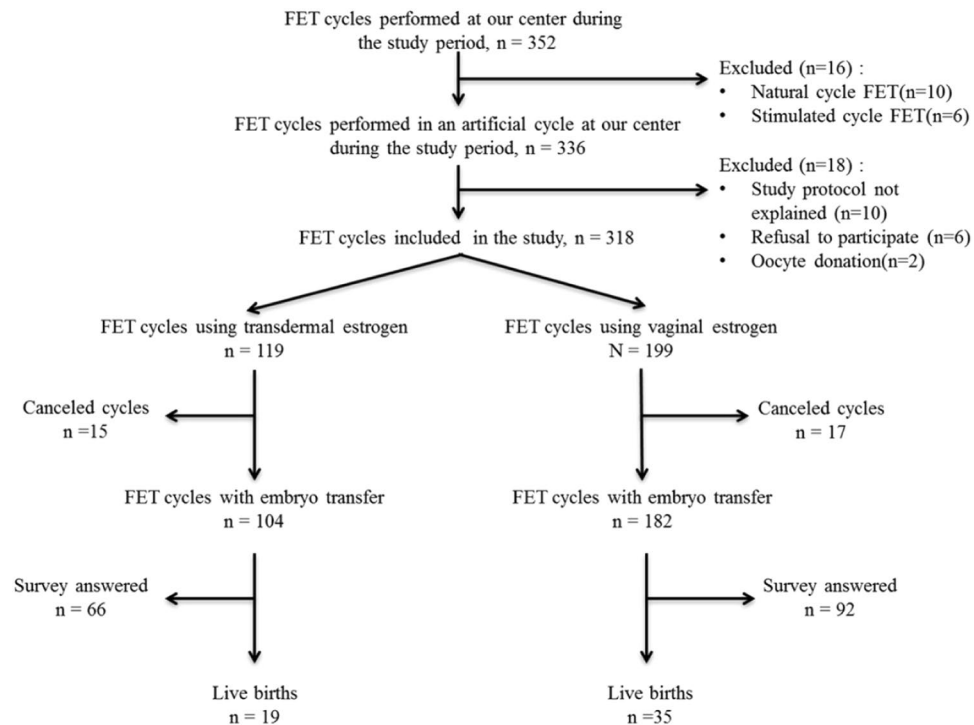 FET cycles performed at our center during
the study period, n = 352
Excluded (n=16) :
• Natural cycle FET(n=10)
• Stimulated cycle FET(n=6)
FET cycles performed in an artificial cycle at our center
during the study period, n = 336
Excluded (n=18) :
• Study protocol not
explained (n=10)
• Refusal to participate (n=6)
• Oocyte donation(n=2)
FET cycles included in the study, n = 318
FET cycles using transdermal estrogen
n = 119
FET cycles using vaginal estrogen
N = 199
Canceled cycles
n =15
Canceled cycles
n = 17
FET cycles with embryo transfer
n = 104
FET cycles with embryo transfer
n = 182
Survey answered
n = 66
Survey answered
n = 92
Live births
n = 19
Live births
n =35